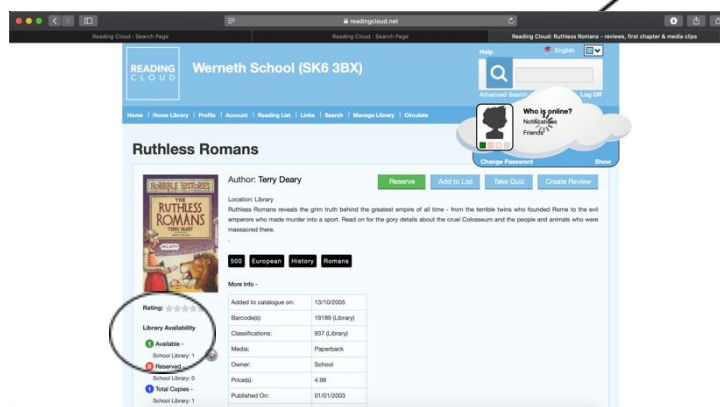 readingcloud.net
Reading Cloud : Search Page
Reading Cloud : Search Page
Reading Cloud: Ruthless Romans - reviews, first chapter & media clips
READING
CLOUD
Werneth School (SK6 3BX)
Help
English
Advanced Search
Log Off
Home | Home Library | Profile | Account | Reading List | Links | Search | Manage Library | Circulate
Who is online?
Notifications
Friends
Change Password
Show
Ruthless Romans
HORRIBLE HISTORIES
THE
RUTHLESS
ROMANS
TERRY DEARY
Author: Terry Deary
Reserve
Add to List
Take Quiz
Create Review
Location: Library
Ruthless Romans reveals the grim truth behind the greatest empire of all time - from the terrible twins who founded Rome to the evil
emperors who made murder into a sport. Read on for the gory details about the cruel Colosseum and the people and animals who were
massacred there.
.
500 European History Romans
More Info -
Added to catalogue on: 13/10/2005
Barcode(s): 19189 (Library)
Classifications: 937 (Library)
Media: Paperback
Owner: School
Price(s): 4.99
Published On: 01/01/2003
Rating:
Library Availability
1 Available -
School Library: 1
0 Reserved -
School Library: 0
1 Total Copies -
School Library: 1